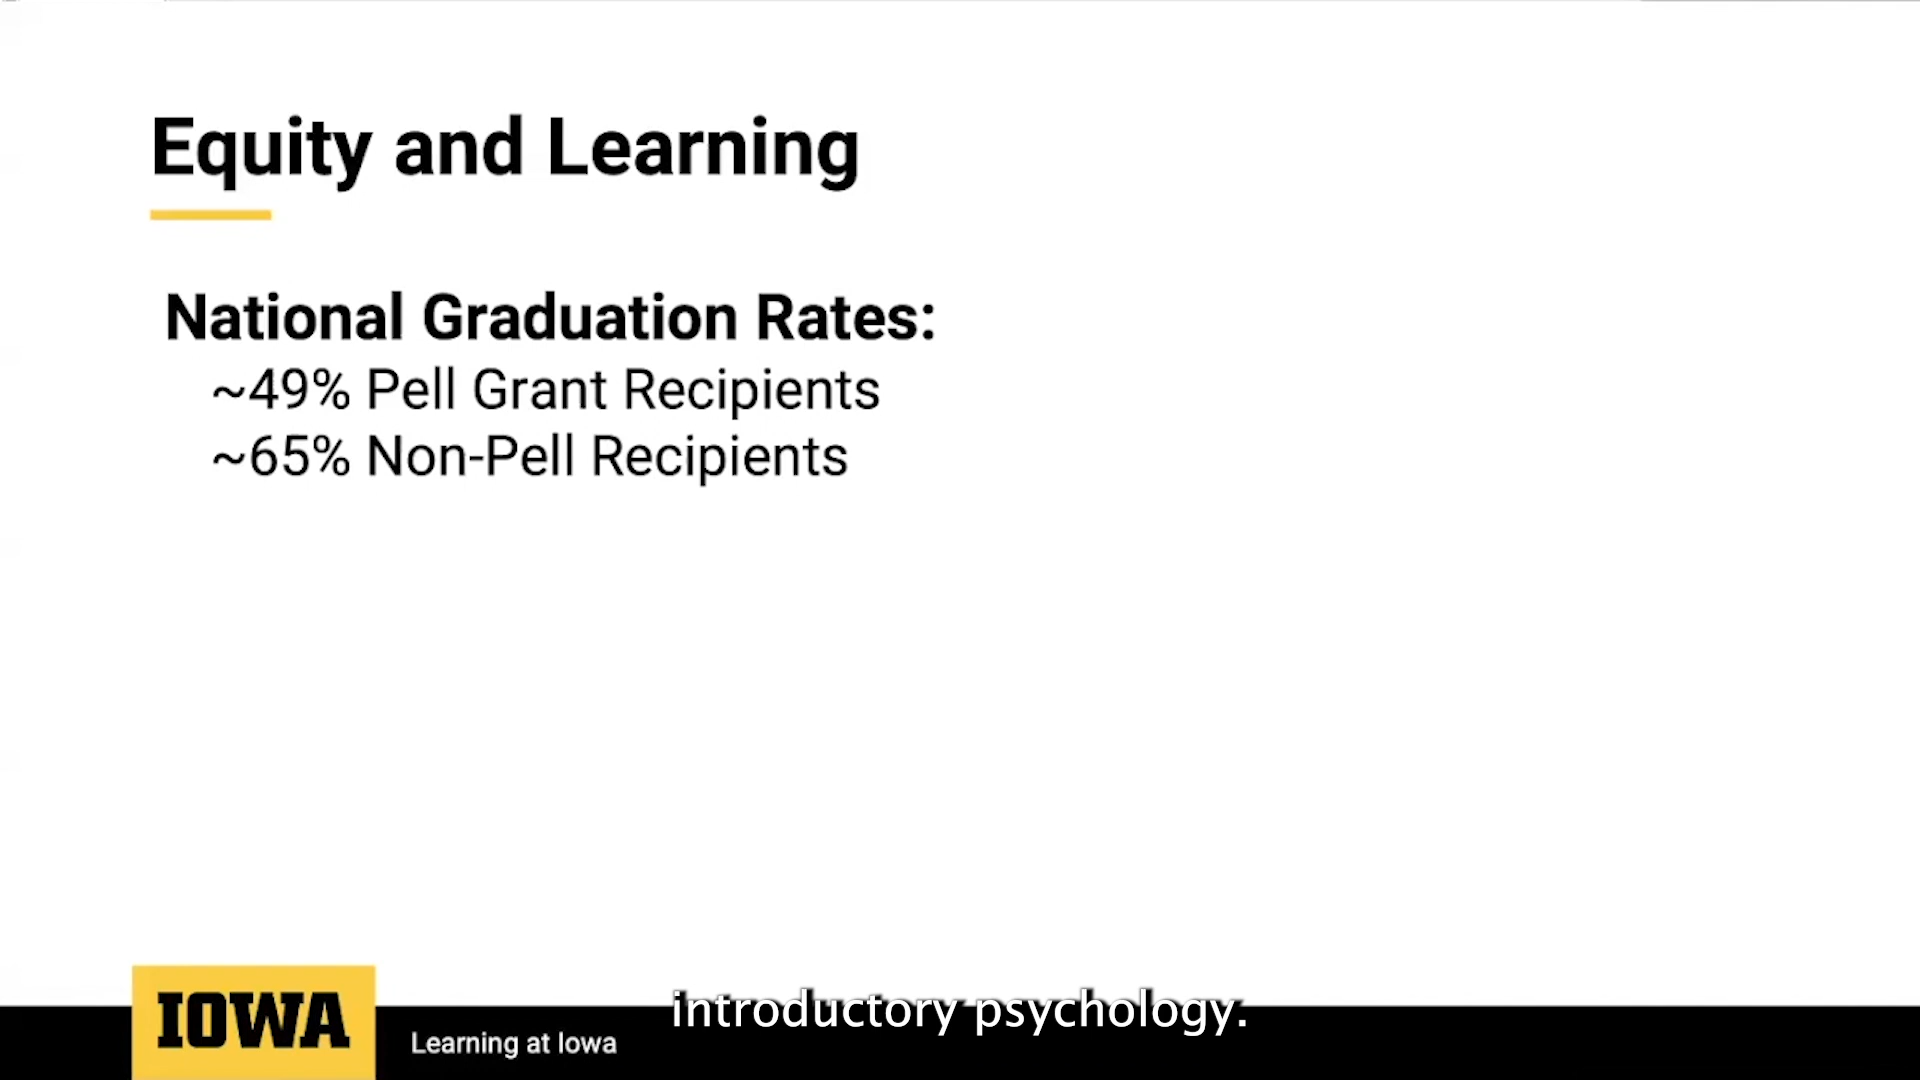 Equity and Learning
National Graduation Rates:
~49% Pell Grant Recipients
~65% Non-Pell Recipients
introductory psychology.
IOWA
Learning at Iowa